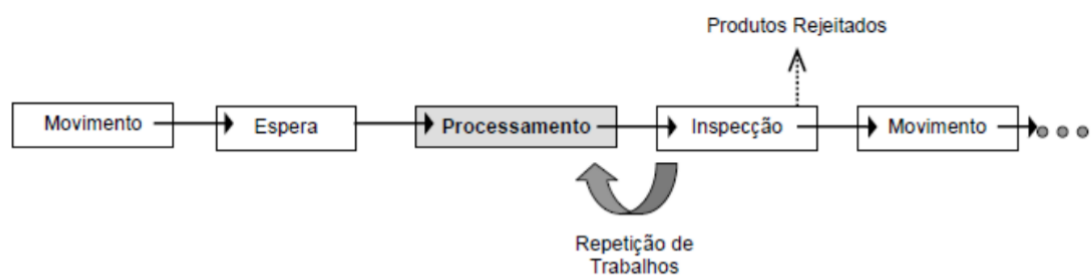 Produtos Rejeitados
Movimento
Espera
Processamento
Inspecção
Movimento
Repetição de
Trabalhos